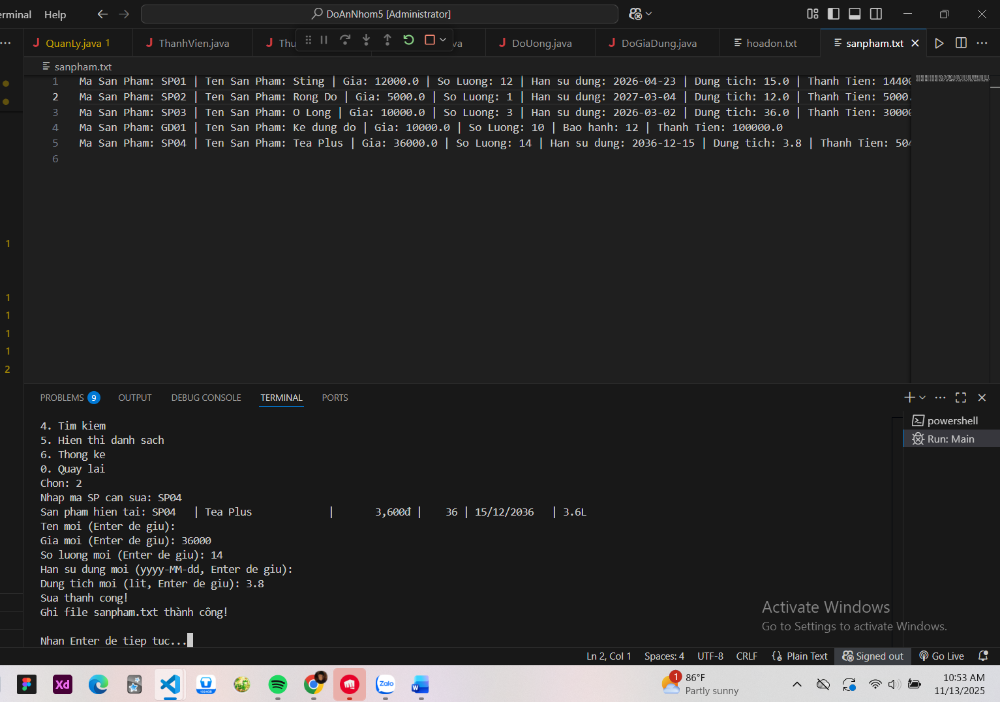 erminal Help DoAnNhom5 [Administrator]
QuanLy.java 1 ThanhVien.java Thu va DoUong.java DoGiaDung.java hoadon.txt sanpham.txt
sanpham.txt
1 Ma San Pham: SP01 | Ten San Pham: Sting | Gia: 12000.0 | So Luong: 12 | Han su dung: 2026-04-23 | Dung tich: 15.0 | Thanh Tien: 14400
2 Ma San Pham: SP02 | Ten San Pham: Rong Do | Gia: 5000.0 | So Luong: 1 | Han su dung: 2027-03-04 | Dung tich: 12.0 | Thanh Tien: 5000.
3 Ma San Pham: SP03 | Ten San Pham: O Long | Gia: 10000.0 | So Luong: 3 | Han su dung: 2026-03-02 | Dung tich: 36.0 | Thanh Tien: 30000
4 Ma San Pham: GD01 | Ten San Pham: Ke dung do | Gia: 10000.0 | So Luong: 10 | Bao hanh: 12 | Thanh Tien: 100000.0
5 Ma San Pham: SP04 | Ten San Pham: Tea Plus | Gia: 36000.0 | So Luong: 14 | Han su dung: 2036-12-15 | Dung tich: 3.8 | Thanh Tien: 504
6
1
1
1
1
1
2
PROBLEMS 9 OUTPUT DEBUG CONSOLE TERMINAL PORTS
powershell
Run: Main
4. Tim kiem
5. Hien thi danh sach
6. Thong ke
0. Quay lai
Chon: 2
Nhap ma SP can sua: SP04
San pham hien tai: SP04 | Tea Plus | 3,600đ | 36 | 15/12/2036 | 3.6L
Ten moi (Enter de giu):
Gia moi (Enter de giu): 36000
So luong moi (Enter de giu): 14
Han su dung moi (yyyy-MM-dd, Enter de giu):
Dung tich moi (lit, Enter de giu): 3.8
Sua thanh cong!
Ghi file sanpham.txt thành công!
Nhan Enter de tiep tuc...
Activate Windows
Go to Settings to activate Windows.
Ln 2, Col 1 Spaces: 4 UTF-8 CRLF {} Plain Text Signed out Go Live
Xd
Zalo
W
1
86°F
Partly sunny
10:53 AM
11/13/2025